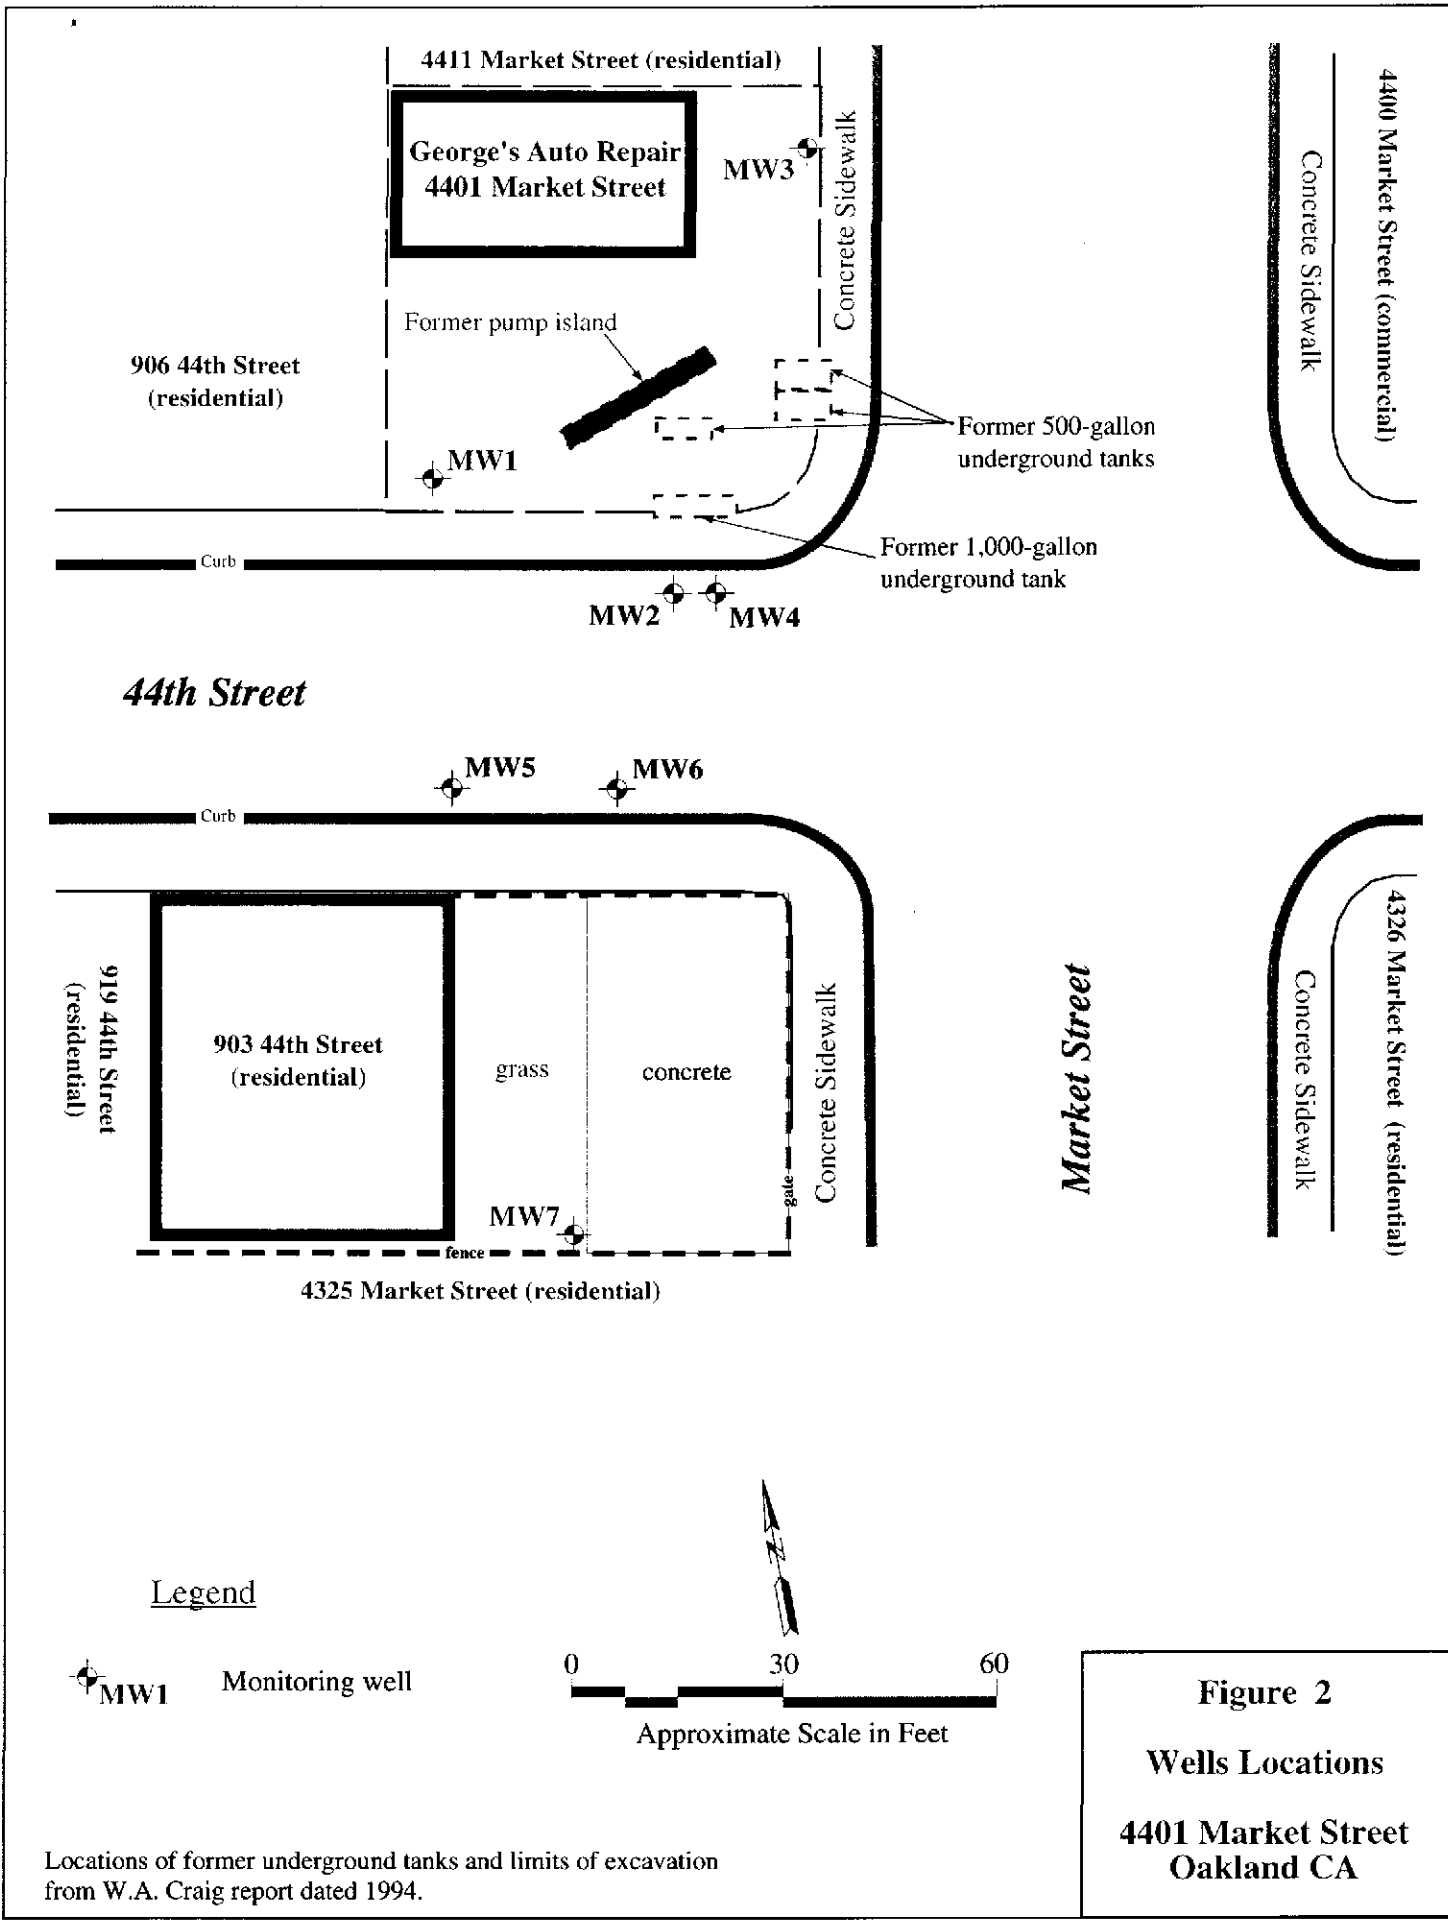 4411 Market Street (residential)
George's Auto Repair
4401 Market Street
MW3
Concrete Sidewalk
Concrete Sidewalk
4400 Market Street (commercial)
Former pump island
906 44th Street
(residential)
Former 500-gallon
underground tanks
MW1
Former 1,000-gallon
underground tank
Curb
MW2
MW4
44th Street
MW5
MW6
Curb
919 44th Street
(residential)
903 44th Street
(residential)
grass
concrete
gate
Concrete Sidewalk
Market Street
Concrete Sidewalk
4326 Market Street (residential)
MW7
fence
4325 Market Street (residential)
N
Legend
MW1
Monitoring well
0 30 60
Approximate Scale in Feet
Figure 2
Wells Locations
4401 Market Street
Oakland CA
Locations of former underground tanks and limits of excavation
from W.A. Craig report dated 1994.